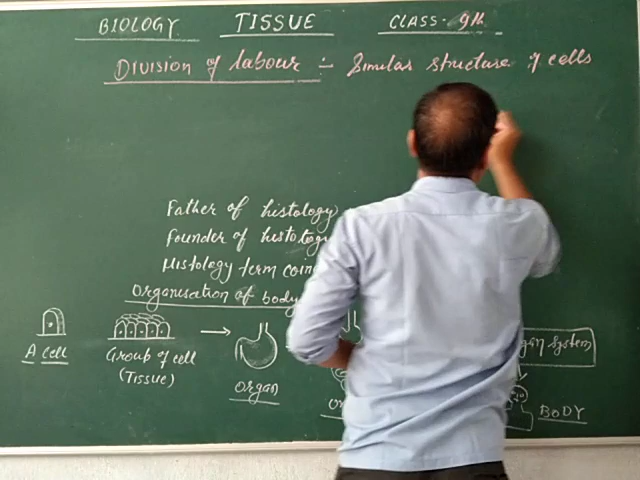 BIOLOGY TISSUE CLASS- 9th
DIVISION of labour :- Similar structure of cells
Father of histology
Founder of histology
Histology term coin
Organisation of body
A Cell
Group of cell
(Tissue)
organ
System
BODY